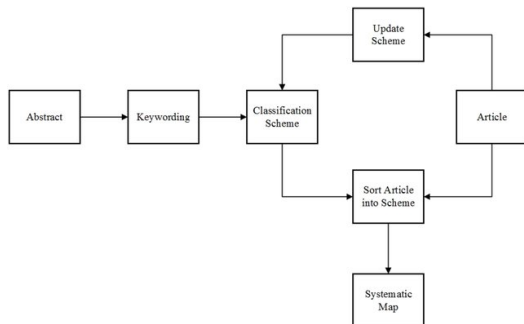 Update
Scheme
Abstract
Keywording
Classification
Scheme
Article
Sort Article
into Scheme
Systematic
Map